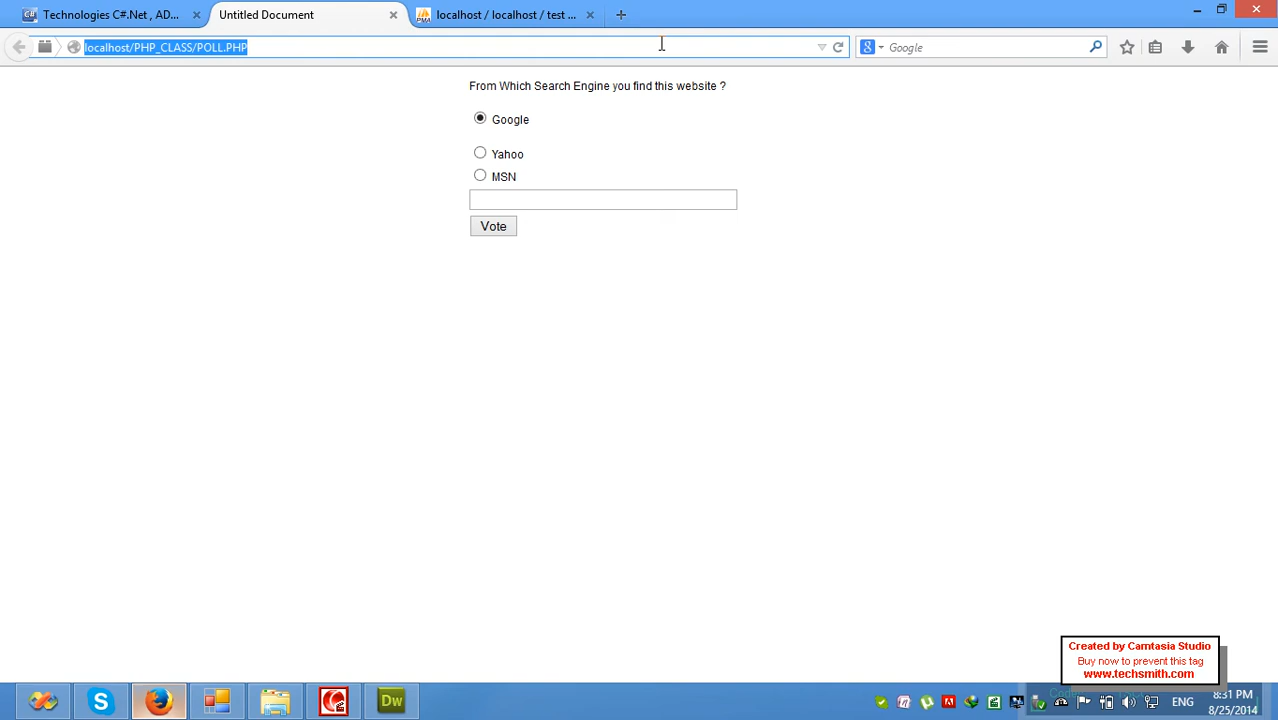 Technologies C#.Net , AD...
Untitled Document
localhost / localhost / test ...
localhost/PHP_CLASS/POLL.PHP
Google
From Which Search Engine you find this website ?
Google
Yahoo
MSN
Vote
Created by Camtasia Studio
Buy now to prevent this tag
www.techsmith.com
Dw
ENG
8:31 PM
8/25/2014